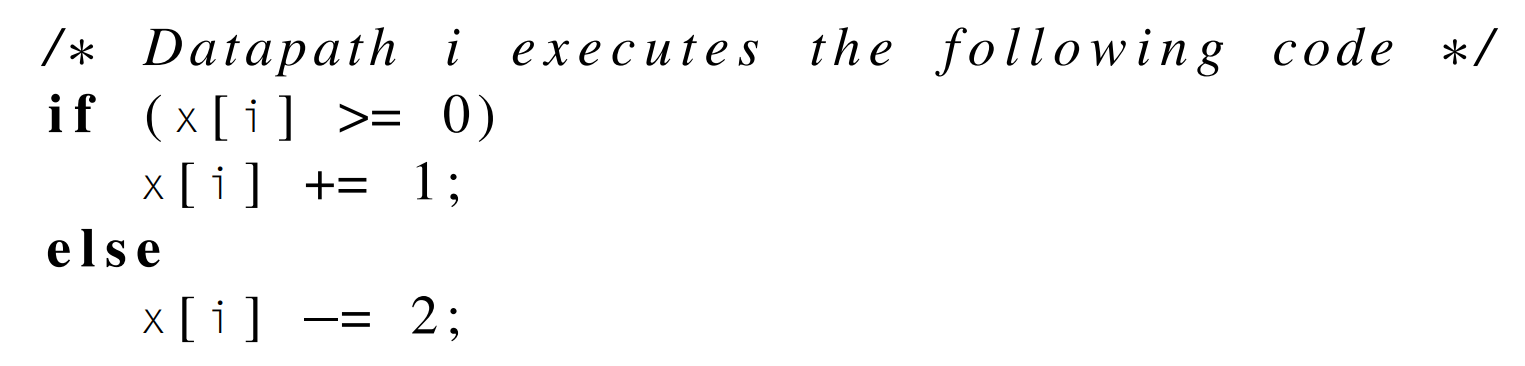 /* Datapath i executes the following code */
if (x[i] >= 0)
x[i] += 1;
else
x[i] -= 2;